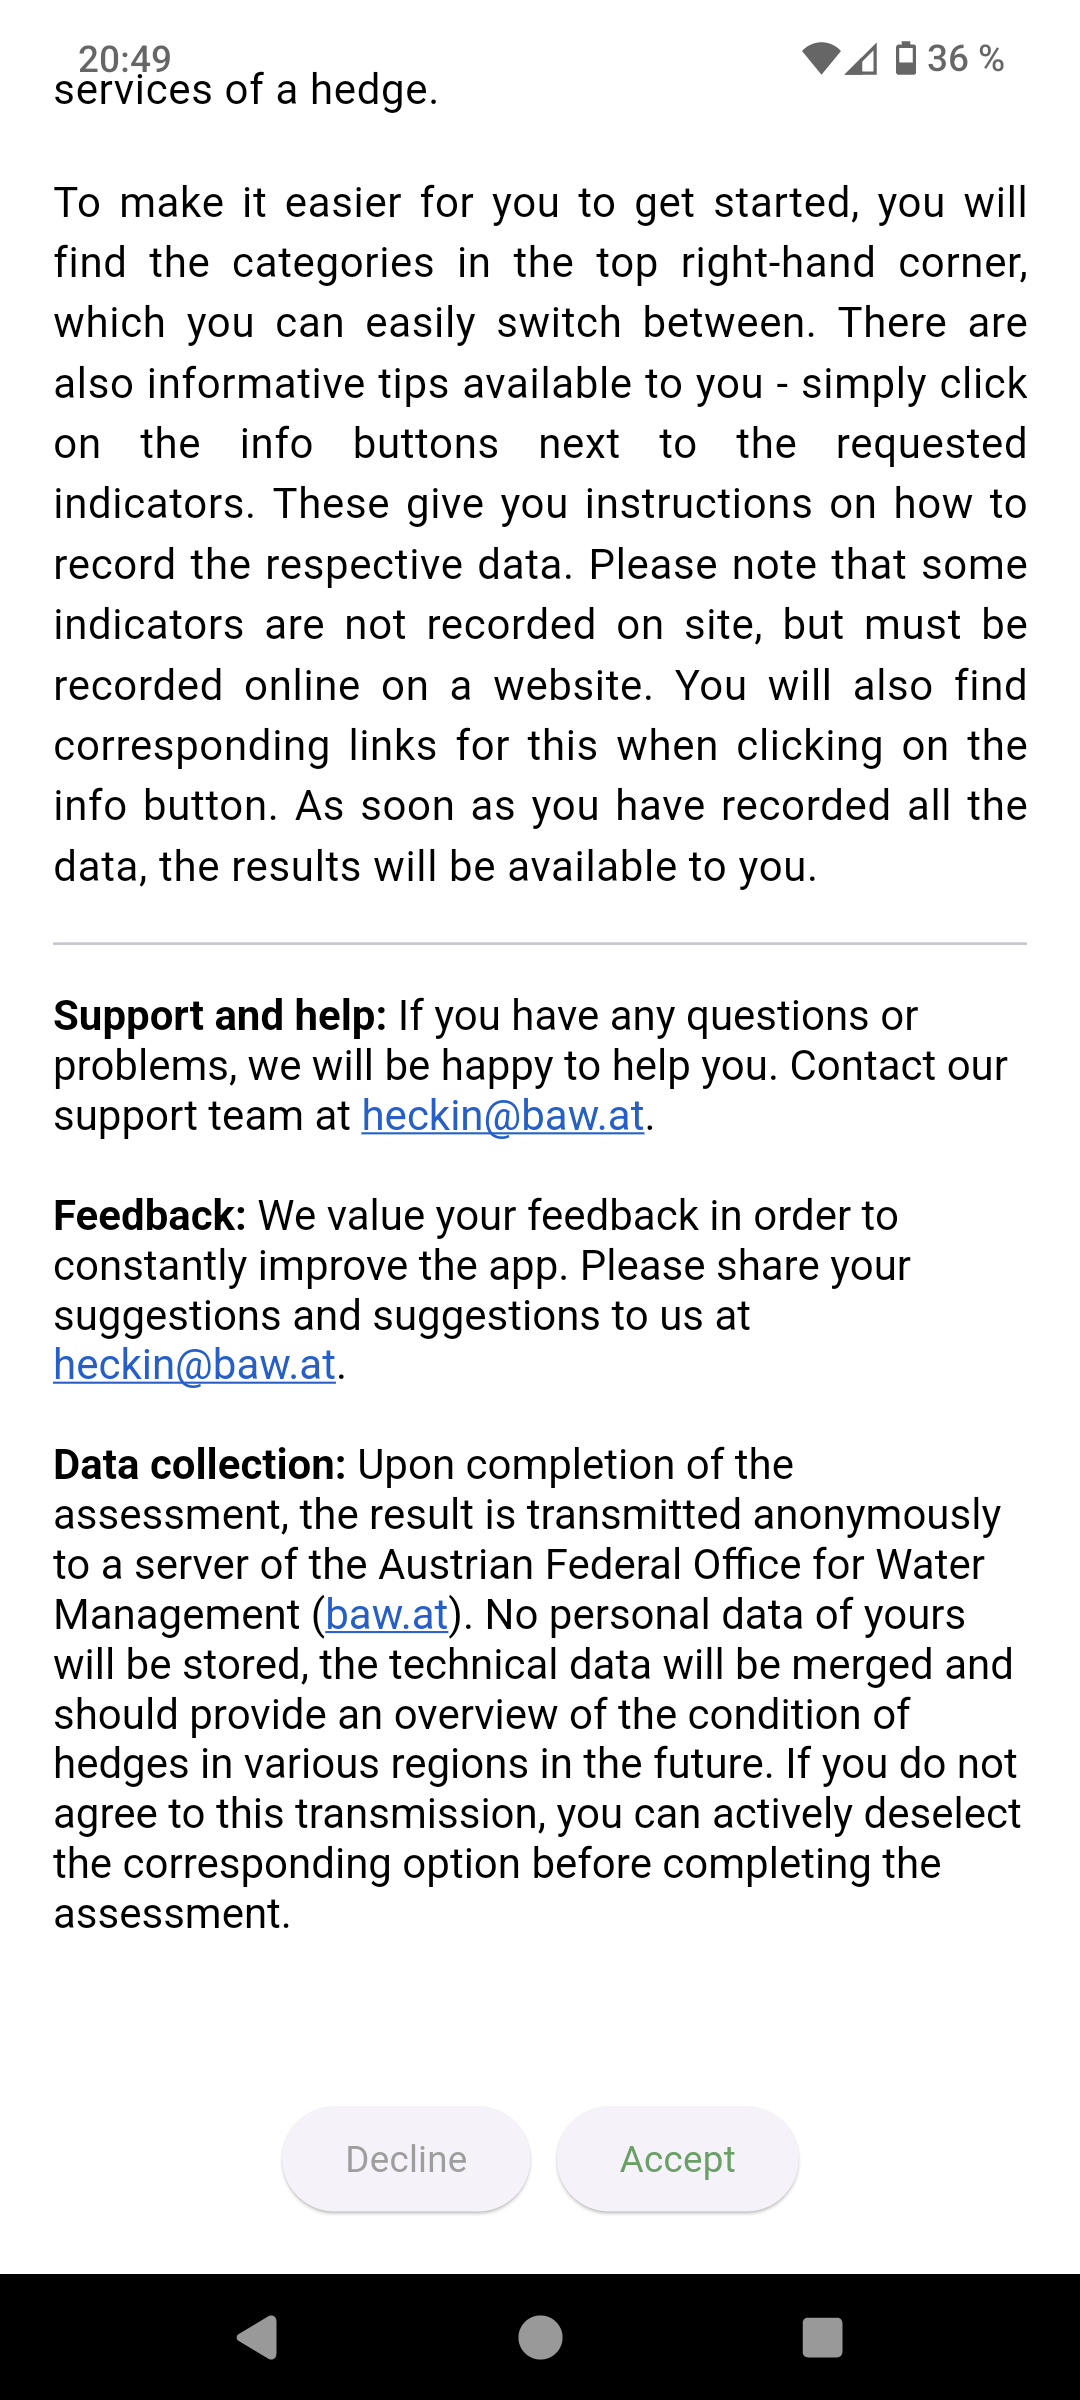 20:49
36 %
services of a hedge.
To make it easier for you to get started, you will
find the categories in the top right-hand corner,
which you can easily switch between. There are
also informative tips available to you - simply click
on the info buttons next to the requested
indicators. These give you instructions on how to
record the respective data. Please note that some
indicators are not recorded on site, but must be
recorded online on a website. You will also find
corresponding links for this when clicking on the
info button. As soon as you have recorded all the
data, the results will be available to you.
Support and help: If you have any questions or
problems, we will be happy to help you. Contact our
support team at heckin@baw.at.
Feedback: We value your feedback in order to
constantly improve the app. Please share your
suggestions and suggestions to us at
heckin@baw.at.
Data collection: Upon completion of the
assessment, the result is transmitted anonymously
to a server of the Austrian Federal Office for Water
Management (baw.at). No personal data of yours
will be stored, the technical data will be merged and
should provide an overview of the condition of
hedges in various regions in the future. If you do not
agree to this transmission, you can actively deselect
the corresponding option before completing the
assessment.
Decline
Accept